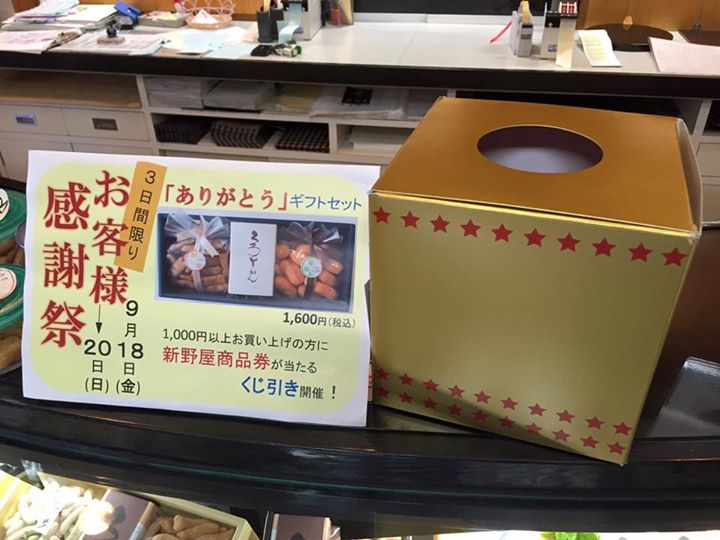 お客様
感謝祭
3日間限り
9月18日(金)
↓
20日(日)
「ありがとう」ギフトセット
1,600円(税込)
1,000円以上お買い上げの方に
新野屋商品券が当たる
くじ引き開催！